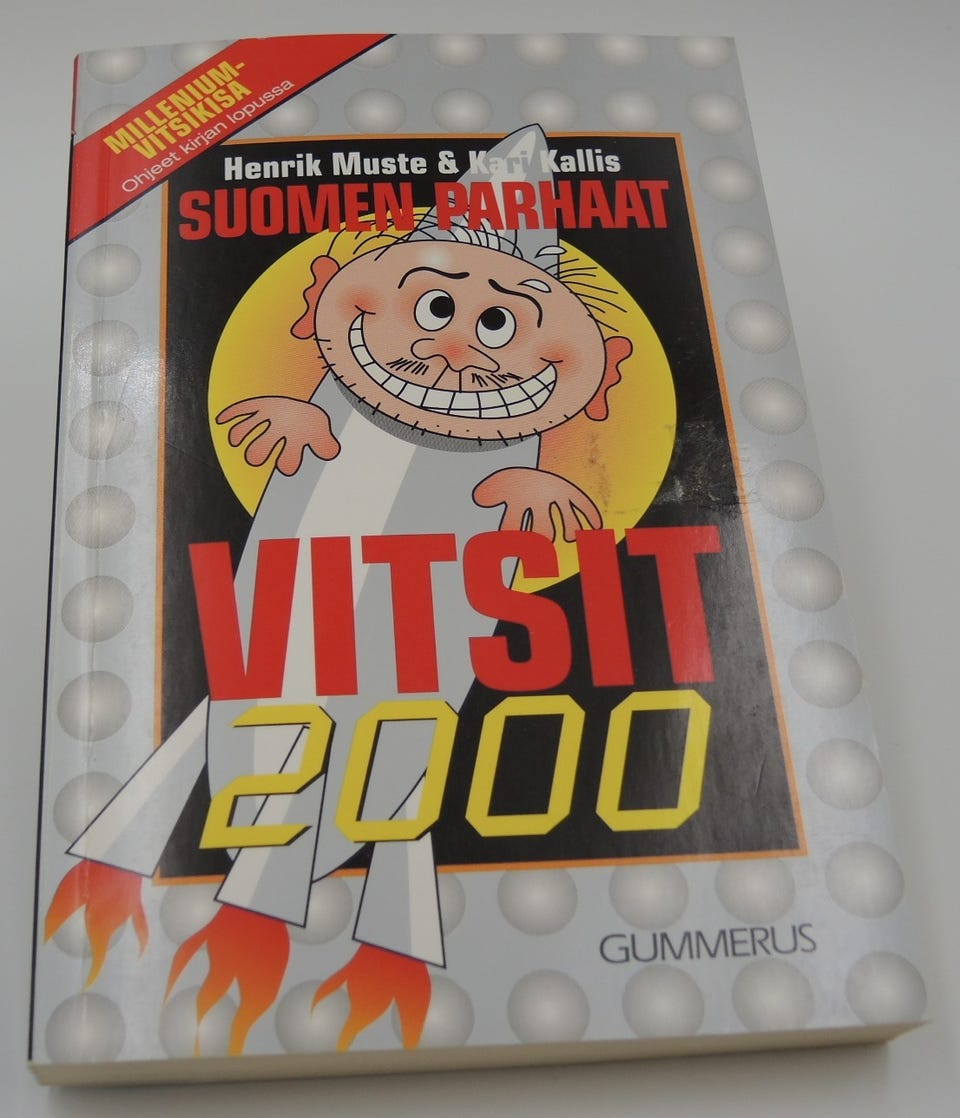 MILLENIUM-
VITSIKISA
Ohjeet kirjan lopussa
Henrik Muste & Kari Kallis
SUOMEN PARHAAT
VITSIT
2000
GUMMERUS